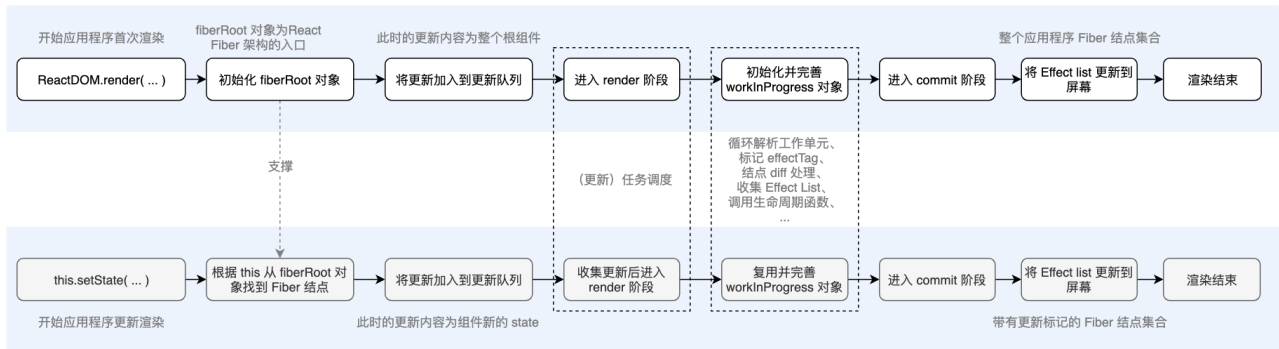 开始应用程序首次渲染
fiberRoot 对象为React
Fiber 架构的入口
此时的更新内容为整个根组件
整个应用程序 Fiber 结点集合
ReactDOM.render( ... )
初始化 fiberRoot 对象
将更新加入到更新队列
进入 render 阶段
初始化并完善
workInProgress 对象
进入 commit 阶段
将 Effect list 更新到
屏幕
渲染结束
支撑
（更新）任务调度
循环解析工作单元、
标记 effectTag、
结点 diff 处理、
收集 Effect List、
调用生命周期函数、
...
this.setState( ... )
根据 this 从 fiberRoot 对
象找到 Fiber 结点
将更新加入到更新队列
收集更新后进入
render 阶段
复用并完善
workInProgress 对象
进入 commit 阶段
将 Effect list 更新到
屏幕
渲染结束
开始应用程序更新渲染
此时的更新内容为组件新的 state
带有更新标记的 Fiber 结点集合